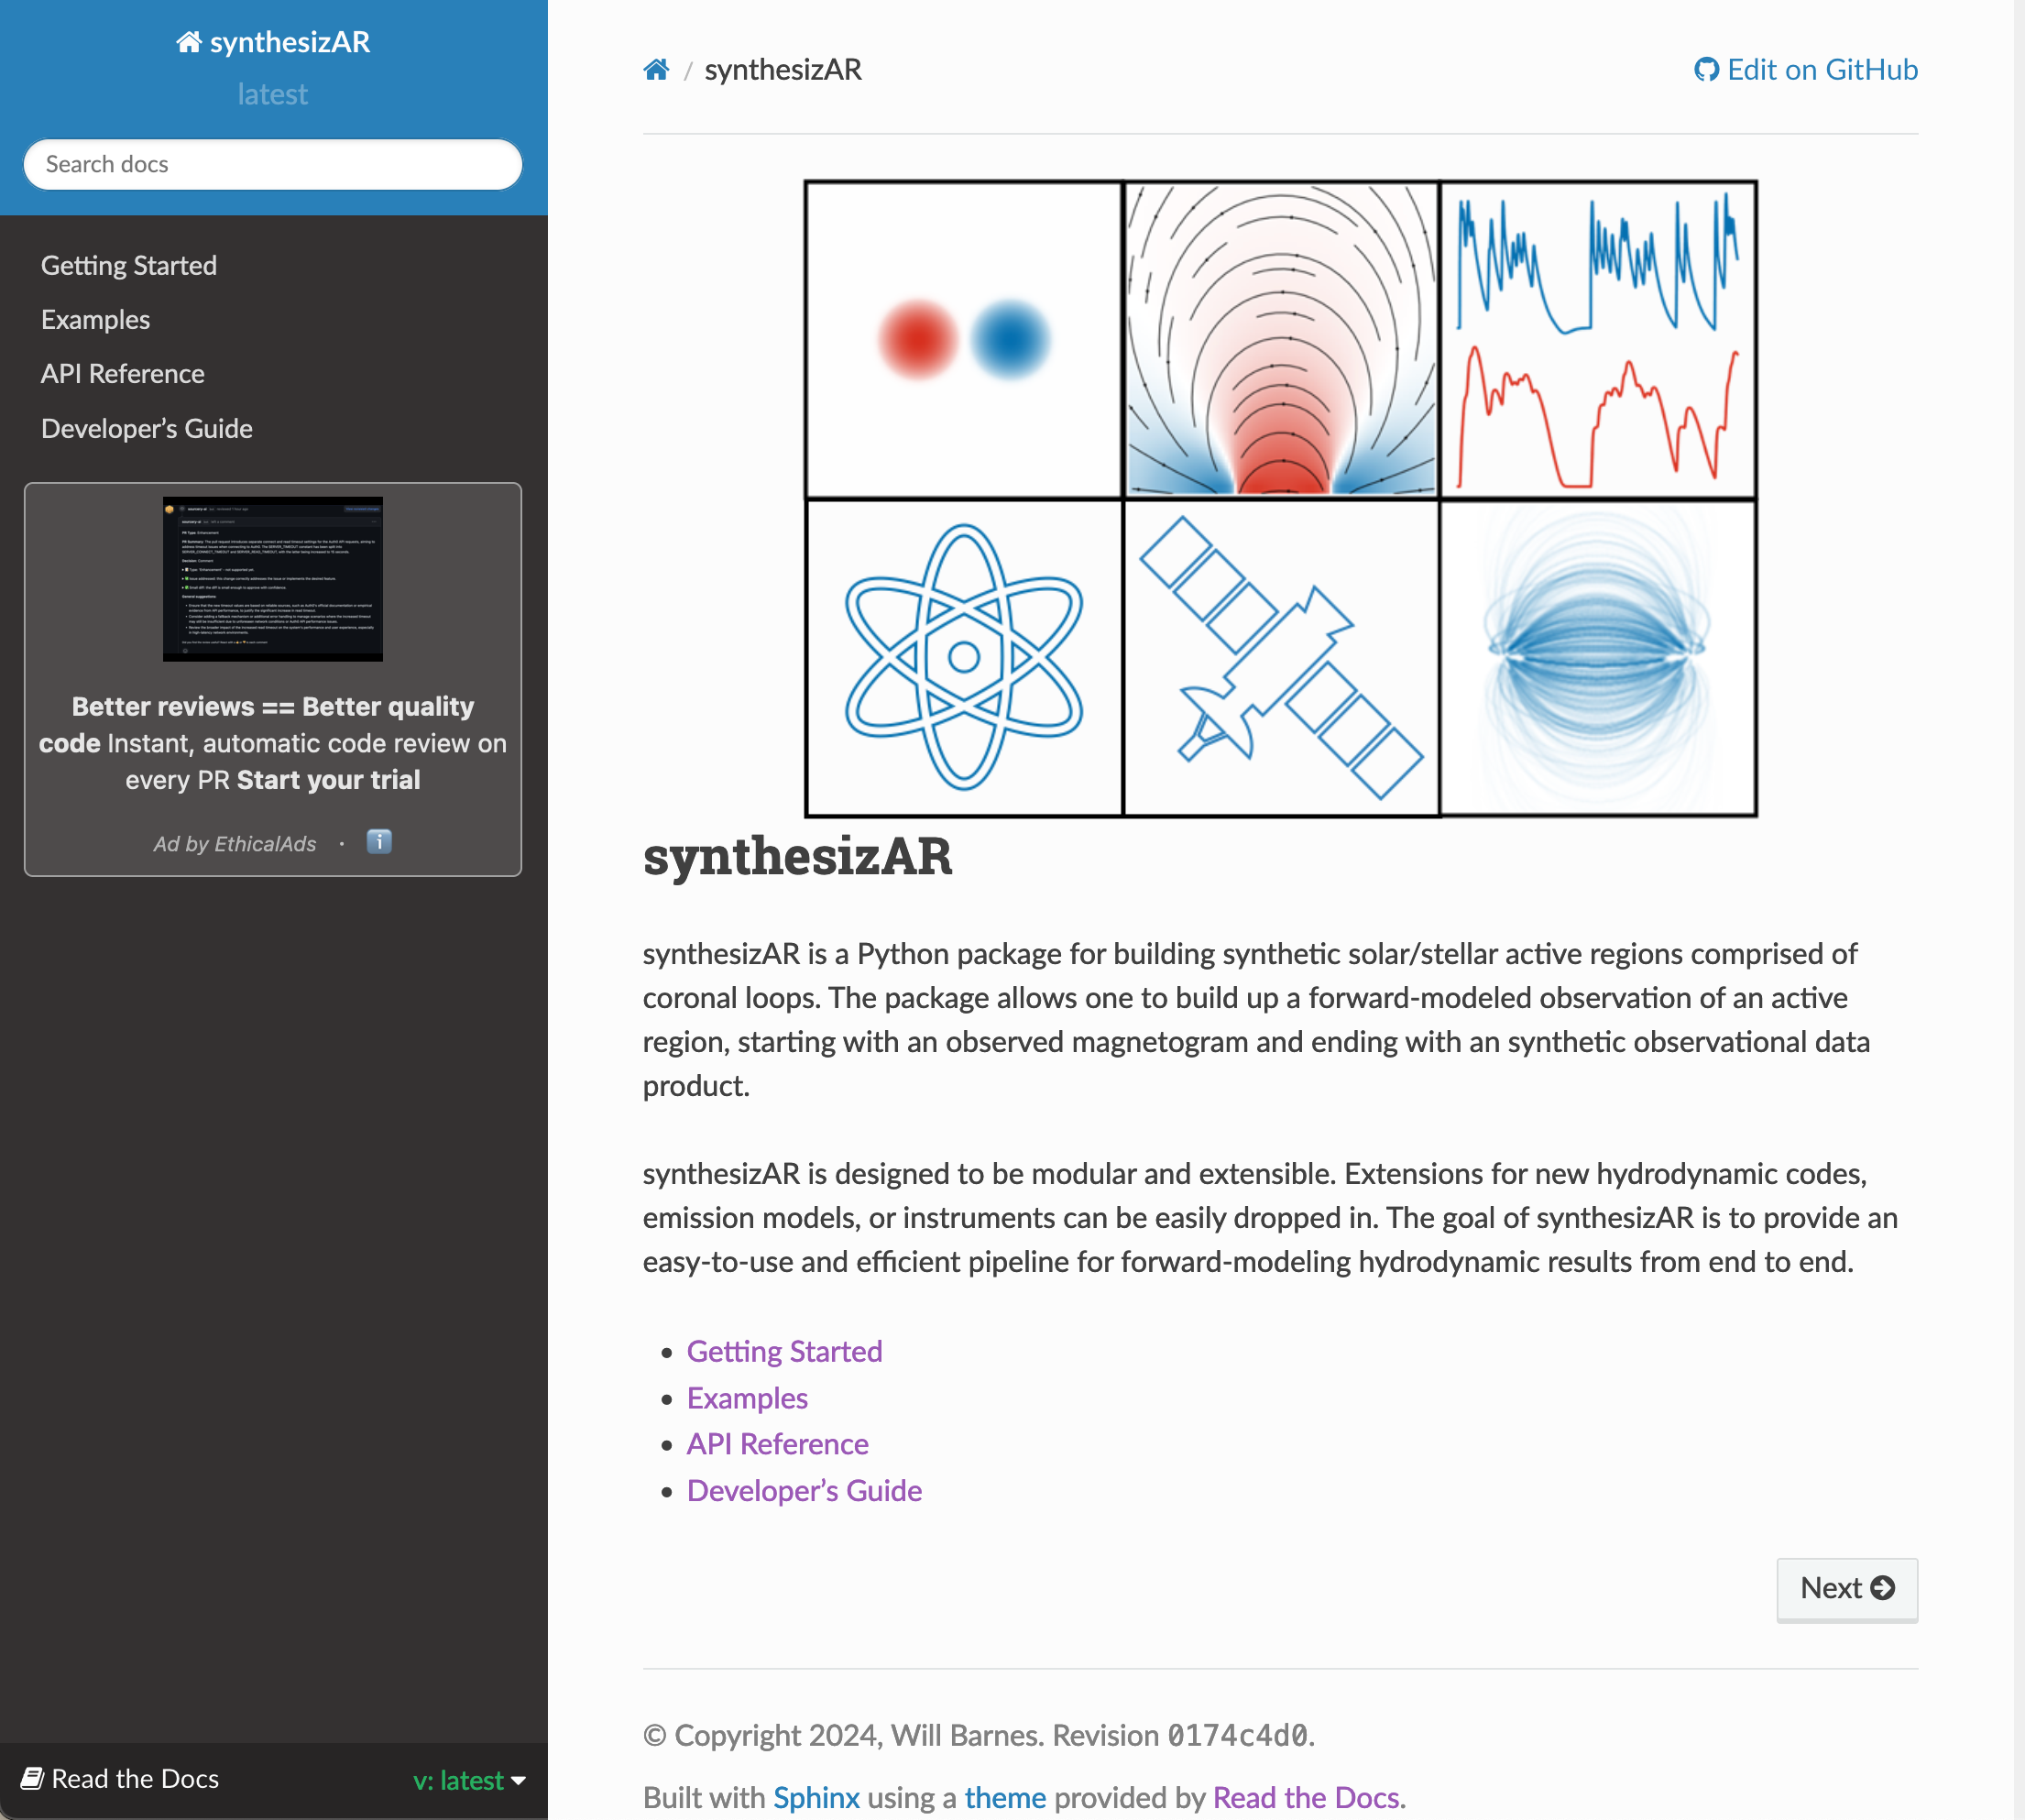 synthesizAR
latest
Search docs
Getting Started
Examples
API Reference
Developer’s Guide
Better reviews == Better quality
code Instant, automatic code review on
every PR Start your trial
Ad by EthicalAds ·
Read the Docs
v: latest
/ synthesizAR
Edit on GitHub
synthesizAR
synthesizAR is a Python package for building synthetic solar/stellar active regions comprised of
coronal loops. The package allows one to build up a forward-modeled observation of an active
region, starting with an observed magnetogram and ending with an synthetic observational data
product.
synthesizAR is designed to be modular and extensible. Extensions for new hydrodynamic codes,
emission models, or instruments can be easily dropped in. The goal of synthesizAR is to provide an
easy-to-use and efficient pipeline for forward-modeling hydrodynamic results from end to end.
• Getting Started
• Examples
• API Reference
• Developer’s Guide
Next
© Copyright 2024, Will Barnes. Revision 0174c4d0.
Built with Sphinx using a theme provided by Read the Docs.